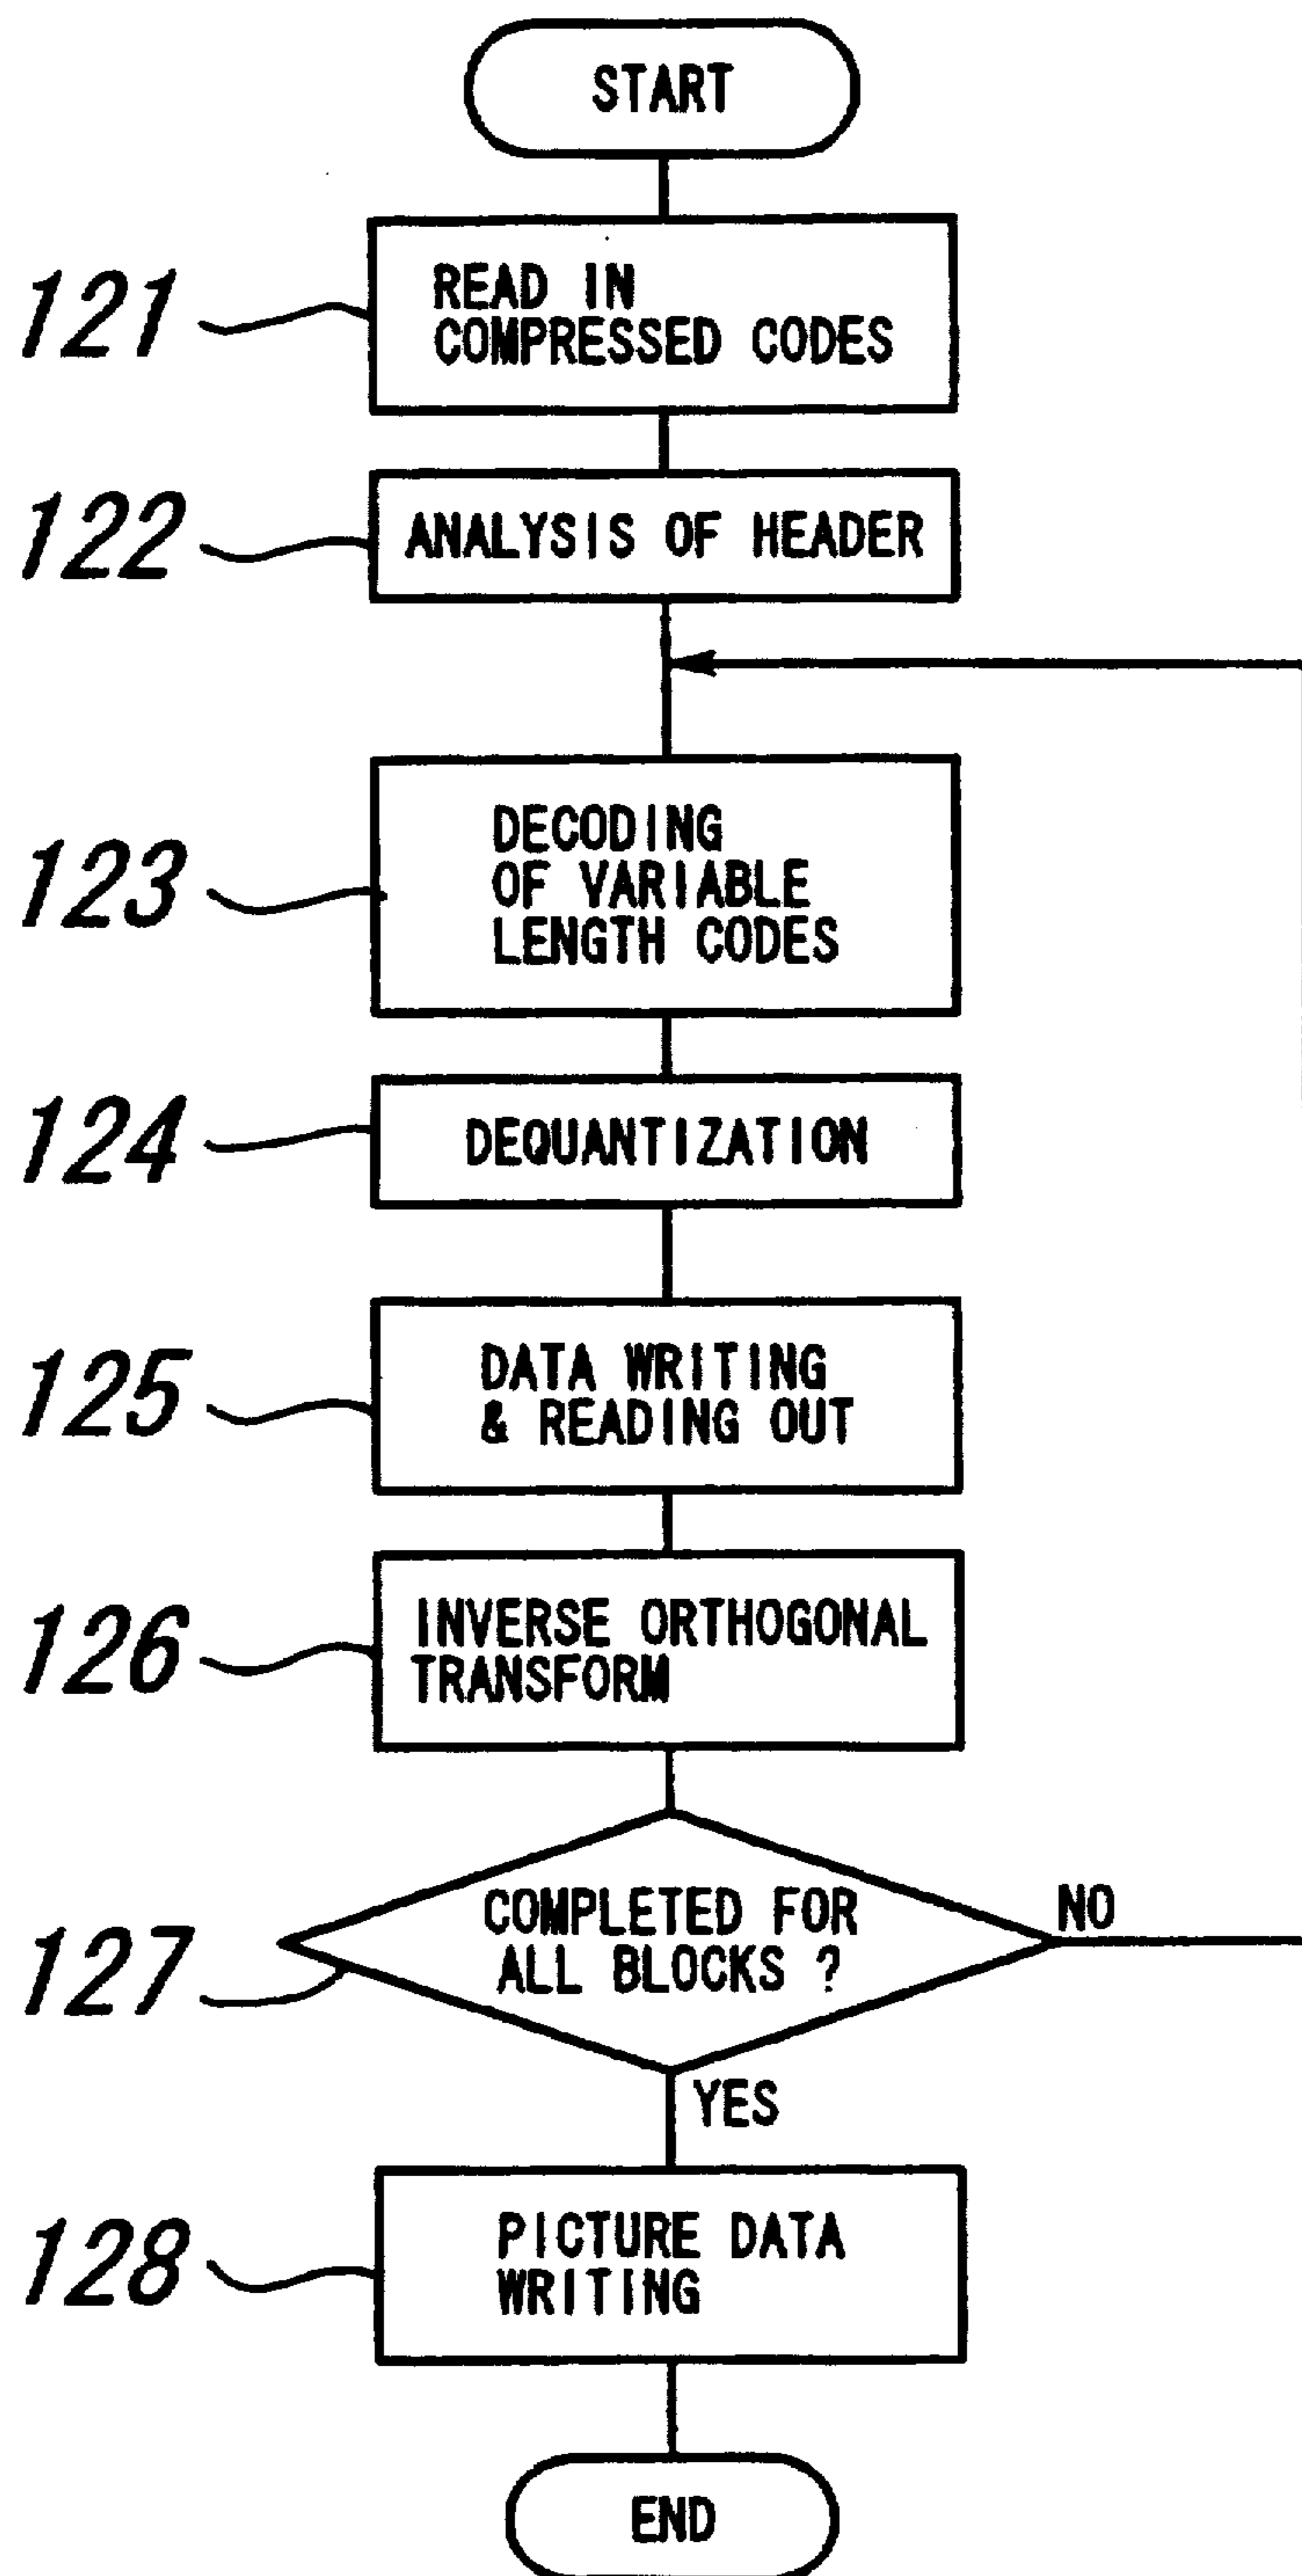 START
121
READ IN
COMPRESSED CODES
122
ANALYSIS OF HEADER
123
DECODING
OF VARIABLE
LENGTH CODES
124
DEQUANTIZATION
125
DATA WRITING
& READING OUT
126
INVERSE ORTHOGONAL
TRANSFORM
127
COMPLETED FOR
ALL BLOCKS ?
NO
YES
128
PICTURE DATA
WRITING
END